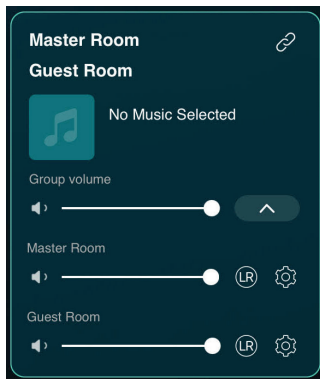 Master Room
Guest Room
No Music Selected
Group volume
Master Room
LR
Guest Room
LR